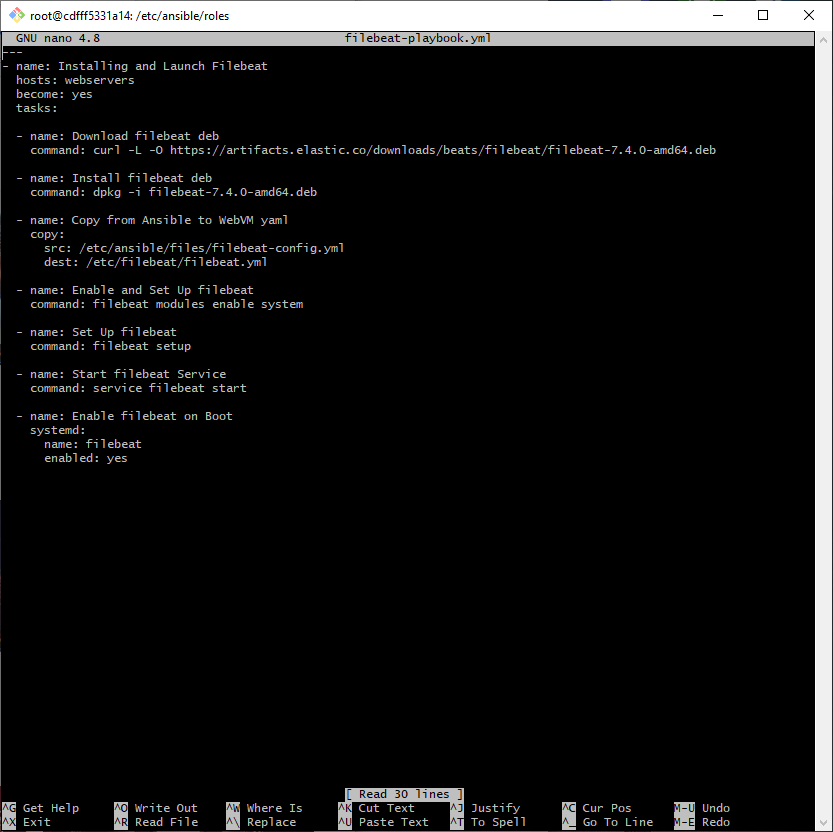 root@cdfff5331a14: /etc/ansible/roles
GNU nano 4.8 filebeat-playbook.yml
---
- name: Installing and Launch Filebeat
  hosts: webservers
  become: yes
  tasks:

  - name: Download filebeat deb
    command: curl -L -O https://artifacts.elastic.co/downloads/beats/filebeat/filebeat-7.4.0-amd64.deb

  - name: Install filebeat deb
    command: dpkg -i filebeat-7.4.0-amd64.deb

  - name: Copy from Ansible to WebVM yaml
    copy:
      src: /etc/ansible/files/filebeat-config.yml
      dest: /etc/filebeat/filebeat.yml

  - name: Enable and Set Up filebeat
    command: filebeat modules enable system

  - name: Set Up filebeat
    command: filebeat setup

  - name: Start filebeat Service
    command: service filebeat start

  - name: Enable filebeat on Boot
    systemd:
      name: filebeat
      enabled: yes

[ Read 30 lines ]
^G Get Help ^O Write Out ^W Where Is ^K Cut Text ^J Justify ^C Cur Pos M-U Undo
^X Exit ^R Read File ^\ Replace ^U Paste Text ^T To Spell ^_ Go To Line M-E Redo